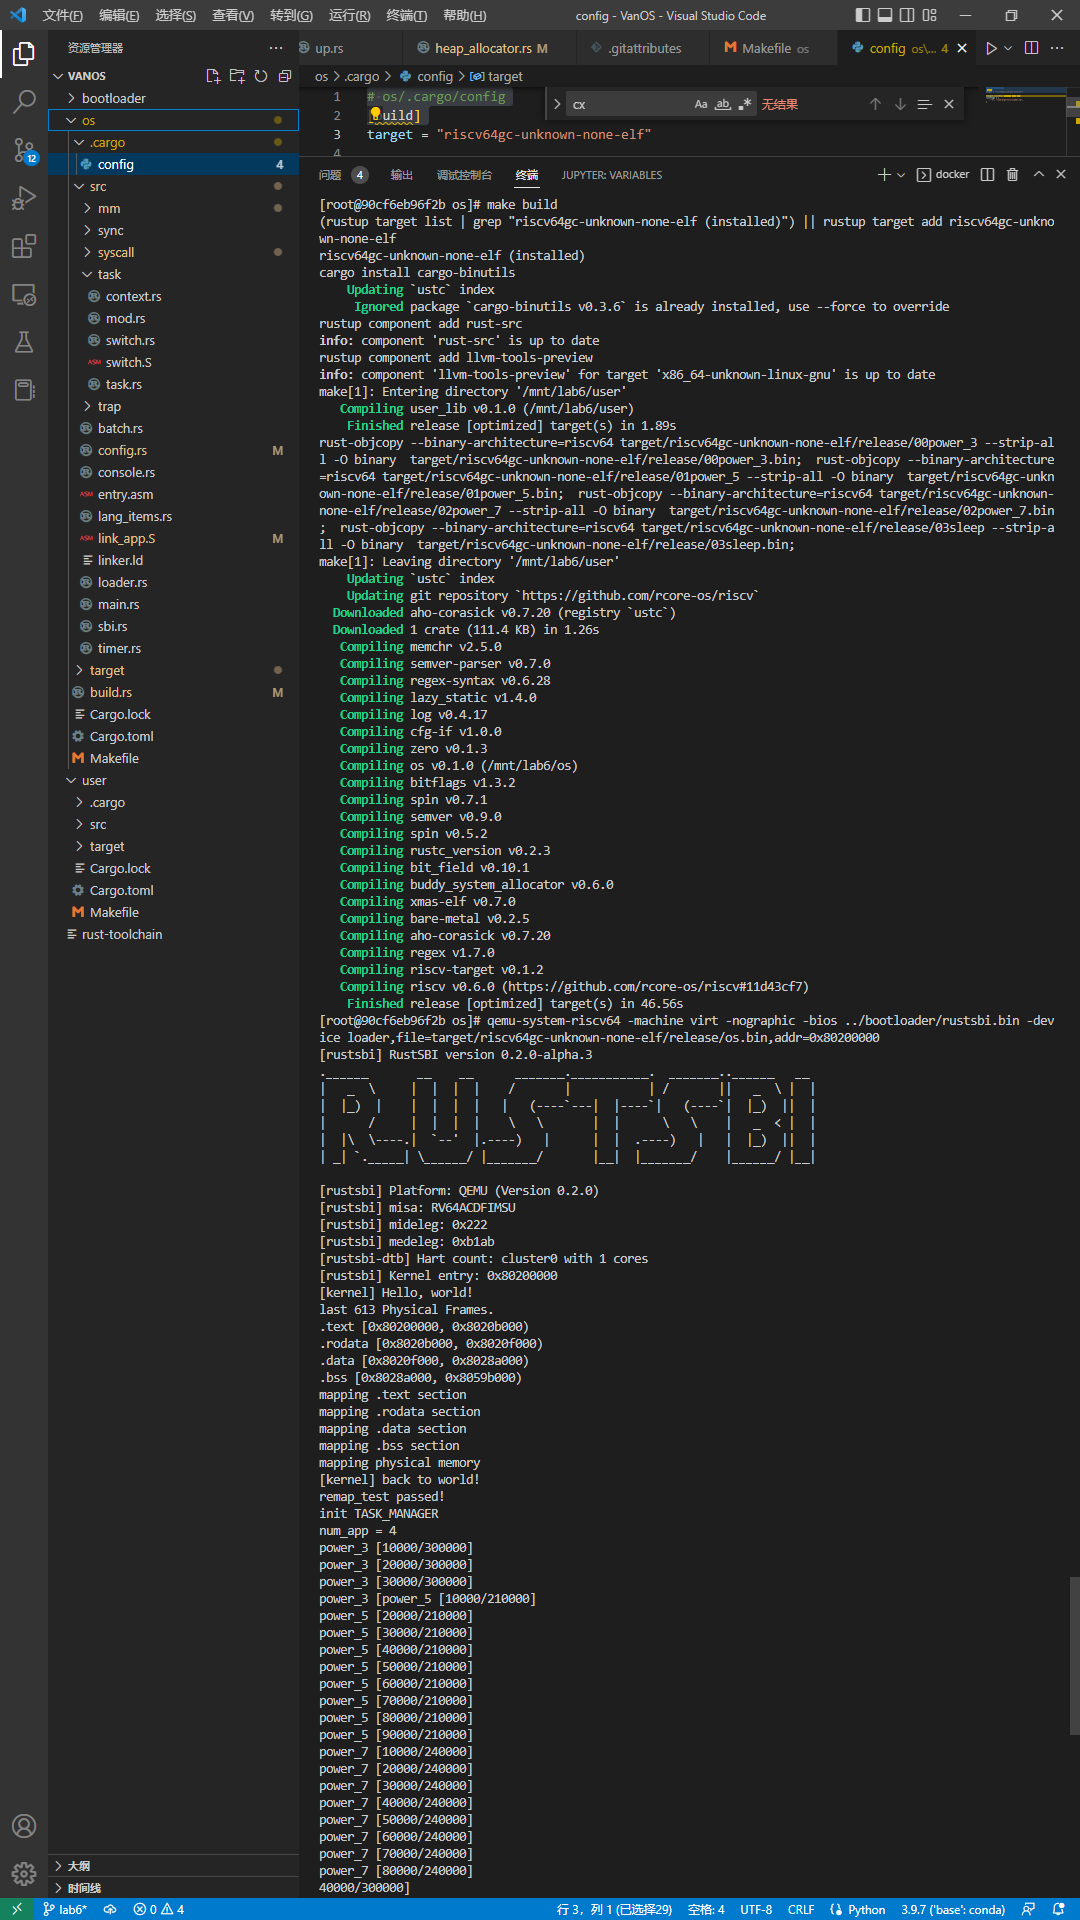 文件(F) 编辑(E) 选择(S) 查看(V) 转到(G) 运行(R) 终端(T) 帮助(H) config - VanOS - Visual Studio Code
资源管理器
up.rs heap_allocator.rs M .gitattributes Makefile os config os\... 4
VANOS
os > .cargo > config > target
bootloader
os
.cargo
config 4
src
mm
sync
syscall
task
context.rs
mod.rs
switch.rs
ASM switch.S
task.rs
trap
batch.rs
config.rs M
console.rs
ASM entry.asm
lang_items.rs
ASM link_app.S M
linker.ld
loader.rs
main.rs
sbi.rs
timer.rs
target
build.rs M
Cargo.lock
Cargo.toml
Makefile
user
.cargo
src
target
Cargo.lock
Cargo.toml
Makefile
rust-toolchain
大纲
时间线
1 # os/.cargo/config
2 [build]
3 target = "riscv64gc-unknown-none-elf"
4
cx Aa ab 无结果
问题 4 输出 调试控制台 终端 JUPYTER: VARIABLES docker
[root@90cf6eb96f2b os]# make build
(rustup target list | grep "riscv64gc-unknown-none-elf (installed)") || rustup target add riscv64gc-unkno
wn-none-elf
riscv64gc-unknown-none-elf (installed)
cargo install cargo-binutils
Updating `ustc` index
Ignored package `cargo-binutils v0.3.6` is already installed, use --force to override
rustup component add rust-src
info: component 'rust-src' is up to date
rustup component add llvm-tools-preview
info: component 'llvm-tools-preview' for target 'x86_64-unknown-linux-gnu' is up to date
make[1]: Entering directory '/mnt/lab6/user'
Compiling user_lib v0.1.0 (/mnt/lab6/user)
Finished release [optimized] target(s) in 1.89s
rust-objcopy --binary-architecture=riscv64 target/riscv64gc-unknown-none-elf/release/00power_3 --strip-al
l -O binary  target/riscv64gc-unknown-none-elf/release/00power_3.bin;  rust-objcopy --binary-architecture
=riscv64 target/riscv64gc-unknown-none-elf/release/01power_5 --strip-all -O binary  target/riscv64gc-unkn
own-none-elf/release/01power_5.bin;  rust-objcopy --binary-architecture=riscv64 target/riscv64gc-unknown-
none-elf/release/02power_7 --strip-all -O binary  target/riscv64gc-unknown-none-elf/release/02power_7.bin
;  rust-objcopy --binary-architecture=riscv64 target/riscv64gc-unknown-none-elf/release/03sleep --strip-a
ll -O binary  target/riscv64gc-unknown-none-elf/release/03sleep.bin;
make[1]: Leaving directory '/mnt/lab6/user'
Updating `ustc` index
Updating git repository `https://github.com/rcore-os/riscv`
Downloaded aho-corasick v0.7.20 (registry `ustc`)
Downloaded 1 crate (111.4 KB) in 1.26s
Compiling memchr v2.5.0
Compiling semver-parser v0.7.0
Compiling regex-syntax v0.6.28
Compiling lazy_static v1.4.0
Compiling log v0.4.17
Compiling cfg-if v1.0.0
Compiling zero v0.1.3
Compiling os v0.1.0 (/mnt/lab6/os)
Compiling bitflags v1.3.2
Compiling spin v0.7.1
Compiling semver v0.9.0
Compiling spin v0.5.2
Compiling rustc_version v0.2.3
Compiling bit_field v0.10.1
Compiling buddy_system_allocator v0.6.0
Compiling xmas-elf v0.7.0
Compiling bare-metal v0.2.5
Compiling aho-corasick v0.7.20
Compiling regex v1.7.0
Compiling riscv-target v0.1.2
Compiling riscv v0.6.0 (https://github.com/rcore-os/riscv#11d43cf7)
Finished release [optimized] target(s) in 46.56s
[root@90cf6eb96f2b os]# qemu-system-riscv64 -machine virt -nographic -bios ../bootloader/rustsbi.bin -dev
ice loader,file=target/riscv64gc-unknown-none-elf/release/os.bin,addr=0x80200000
[rustsbi] RustSBI version 0.2.0-alpha.3
RUSTSBI
[rustsbi] Platform: QEMU (Version 0.2.0)
[rustsbi] misa: RV64ACDFIMSU
[rustsbi] mideleg: 0x222
[rustsbi] medeleg: 0xb1ab
[rustsbi-dtb] Hart count: cluster0 with 1 cores
[rustsbi] Kernel entry: 0x80200000
[kernel] Hello, world!
last 613 Physical Frames.
.text [0x80200000, 0x8020b000)
.rodata [0x8020b000, 0x8020f000)
.data [0x8020f000, 0x8028a000)
.bss [0x8028a000, 0x8059b000)
mapping .text section
mapping .rodata section
mapping .data section
mapping .bss section
mapping physical memory
[kernel] back to world!
remap_test passed!
init TASK_MANAGER
num_app = 4
power_3 [10000/300000]
power_3 [20000/300000]
power_3 [30000/300000]
power_3 [power_5 [10000/210000]
power_5 [20000/210000]
power_5 [30000/210000]
power_5 [40000/210000]
power_5 [50000/210000]
power_5 [60000/210000]
power_5 [70000/210000]
power_5 [80000/210000]
power_5 [90000/210000]
power_7 [10000/240000]
power_7 [20000/240000]
power_7 [30000/240000]
power_7 [40000/240000]
power_7 [50000/240000]
power_7 [60000/240000]
power_7 [70000/240000]
power_7 [80000/240000]
40000/300000]
12
lab6* 0 4 行 3，列 1 (已选择29) 空格: 4 UTF-8 CRLF Python 3.9.7 ('base': conda)